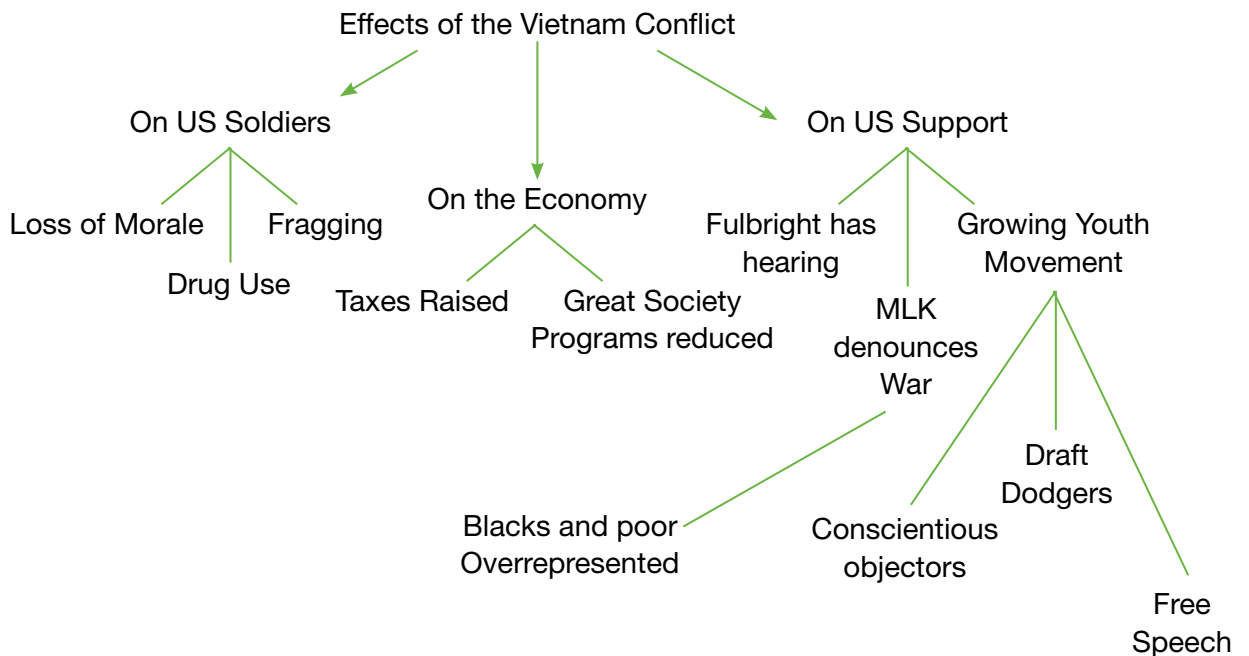 Effects of the Vietnam Conflict
On US Soldiers
Loss of Morale
Drug Use
Fragging
On the Economy
Taxes Raised
Great Society
Programs reduced
On US Support
Fulbright has
hearing
MLK
denounces
War
Blacks and poor
Overrepresented
Growing Youth
Movement
Conscientious
objectors
Draft
Dodgers
Free
Speech